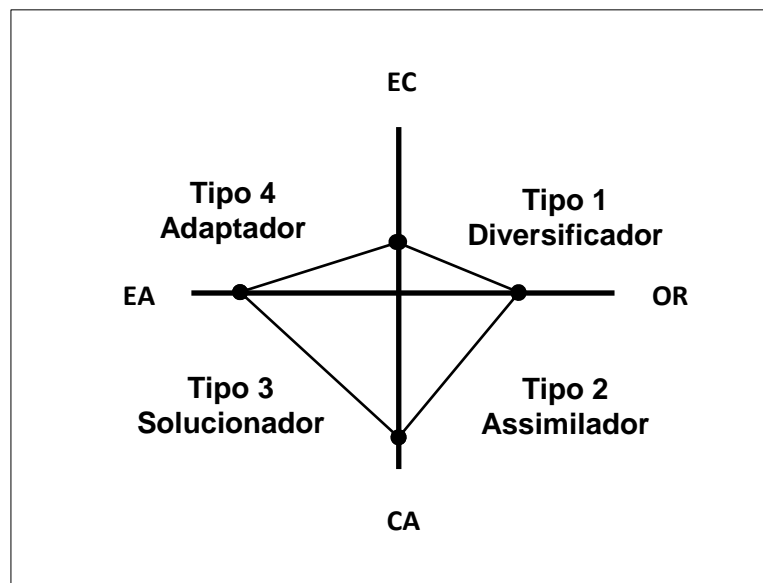 EC
Tipo 4
Adaptador
Tipo 1
Diversificador
EA
OR
Tipo 3
Solucionador
Tipo 2
Assimilador
CA